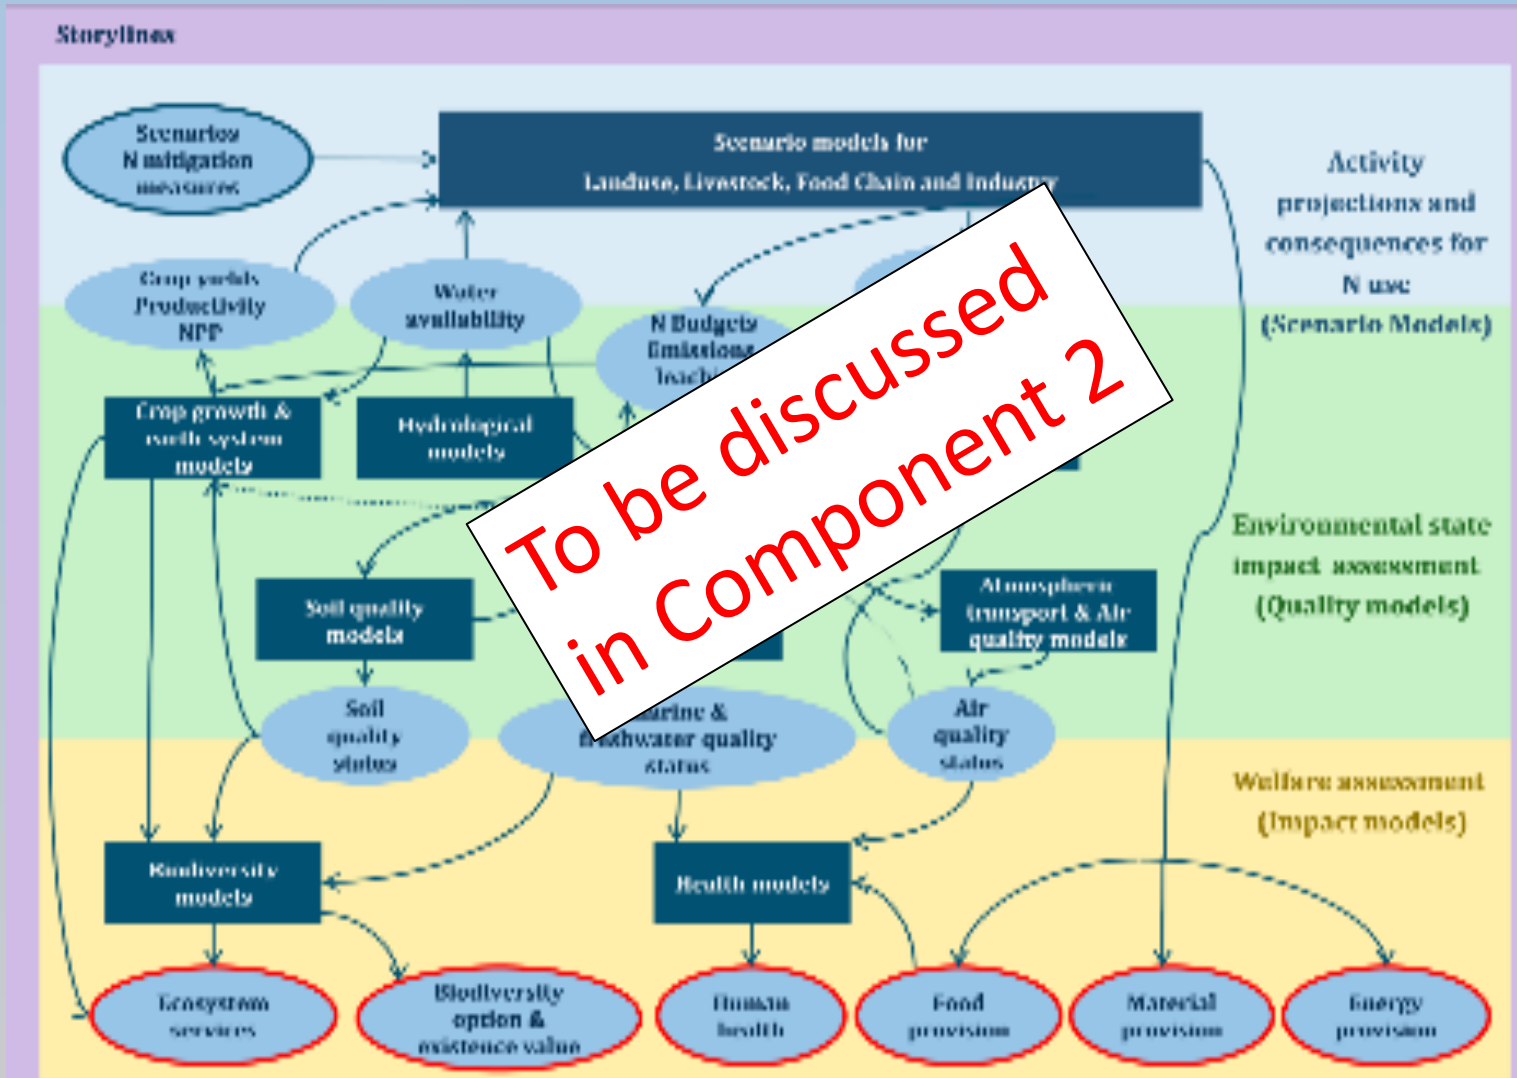 Storylines
Scenarios
N mitigation
measures
Scenario models for
Landuse, Livestock, Food Chain and Industry
Activity
projections and
consequences for
N use
(Scenario Models)
Crop yields
Productivity
NPP
Water
availability
N Budgets
Emissions
To be discussed
in Component 2
Crop growth &
earth system
models
Hydrological
models
Environmental state
impact assessment
(Quality models)
Soil quality
models
Atmospheric
transport & Air
quality models
Soil
quality
status
&
freshwater quality
status
Air
quality
status
Welfare assessment
(Impact models)
Biodiversity
models
Health models
Ecosystem
services
Biodiversity
option &
existence value
Human
health
Food
provision
Material
provision
Energy
provision